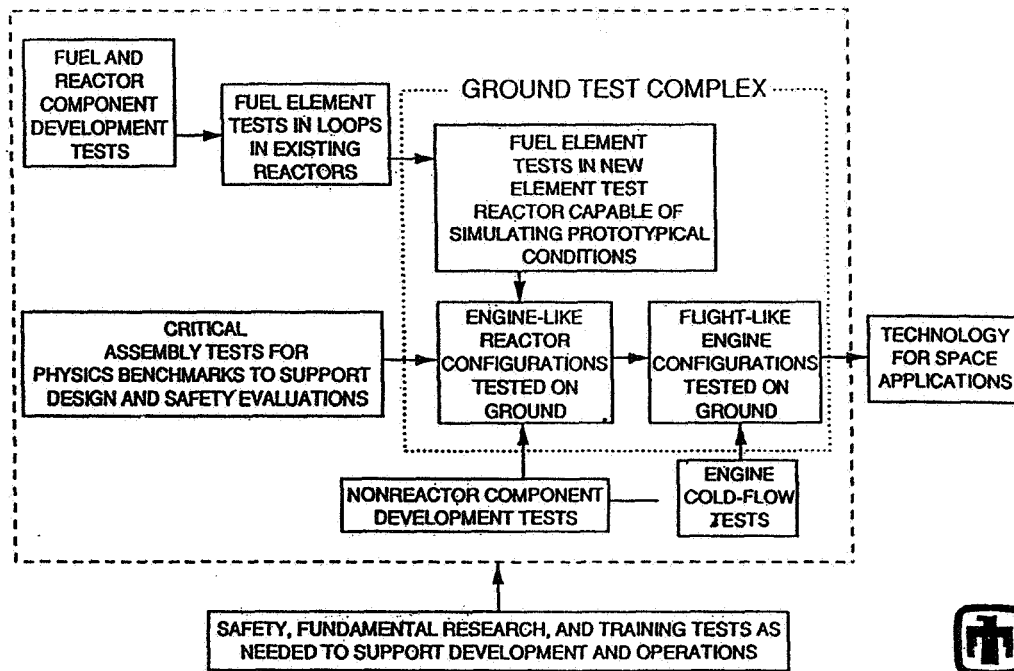 FUEL AND
REACTOR
COMPONENT
DEVELOPMENT
TESTS
FUEL ELEMENT
TESTS IN LOOPS
IN EXISTING
REACTORS
GROUND TEST COMPLEX
FUEL ELEMENT
TESTS IN NEW
ELEMENT TEST
REACTOR CAPABLE OF
SIMULATING PROTOTYPICAL
CONDITIONS
CRITICAL
ASSEMBLY TESTS FOR
PHYSICS BENCHMARKS TO SUPPORT
DESIGN AND SAFETY EVALUATIONS
ENGINE-LIKE
REACTOR
CONFIGURATIONS
TESTED ON
GROUND
FLIGHT-LIKE
ENGINE
CONFIGURATIONS
TESTED ON
GROUND
TECHNOLOGY
FOR SPACE
APPLICATIONS
NONREACTOR COMPONENT
DEVELOPMENT TESTS
ENGINE
COLD-FLOW
TESTS
SAFETY, FUNDAMENTAL RESEARCH, AND TRAINING TESTS AS
NEEDED TO SUPPORT DEVELOPMENT AND OPERATIONS